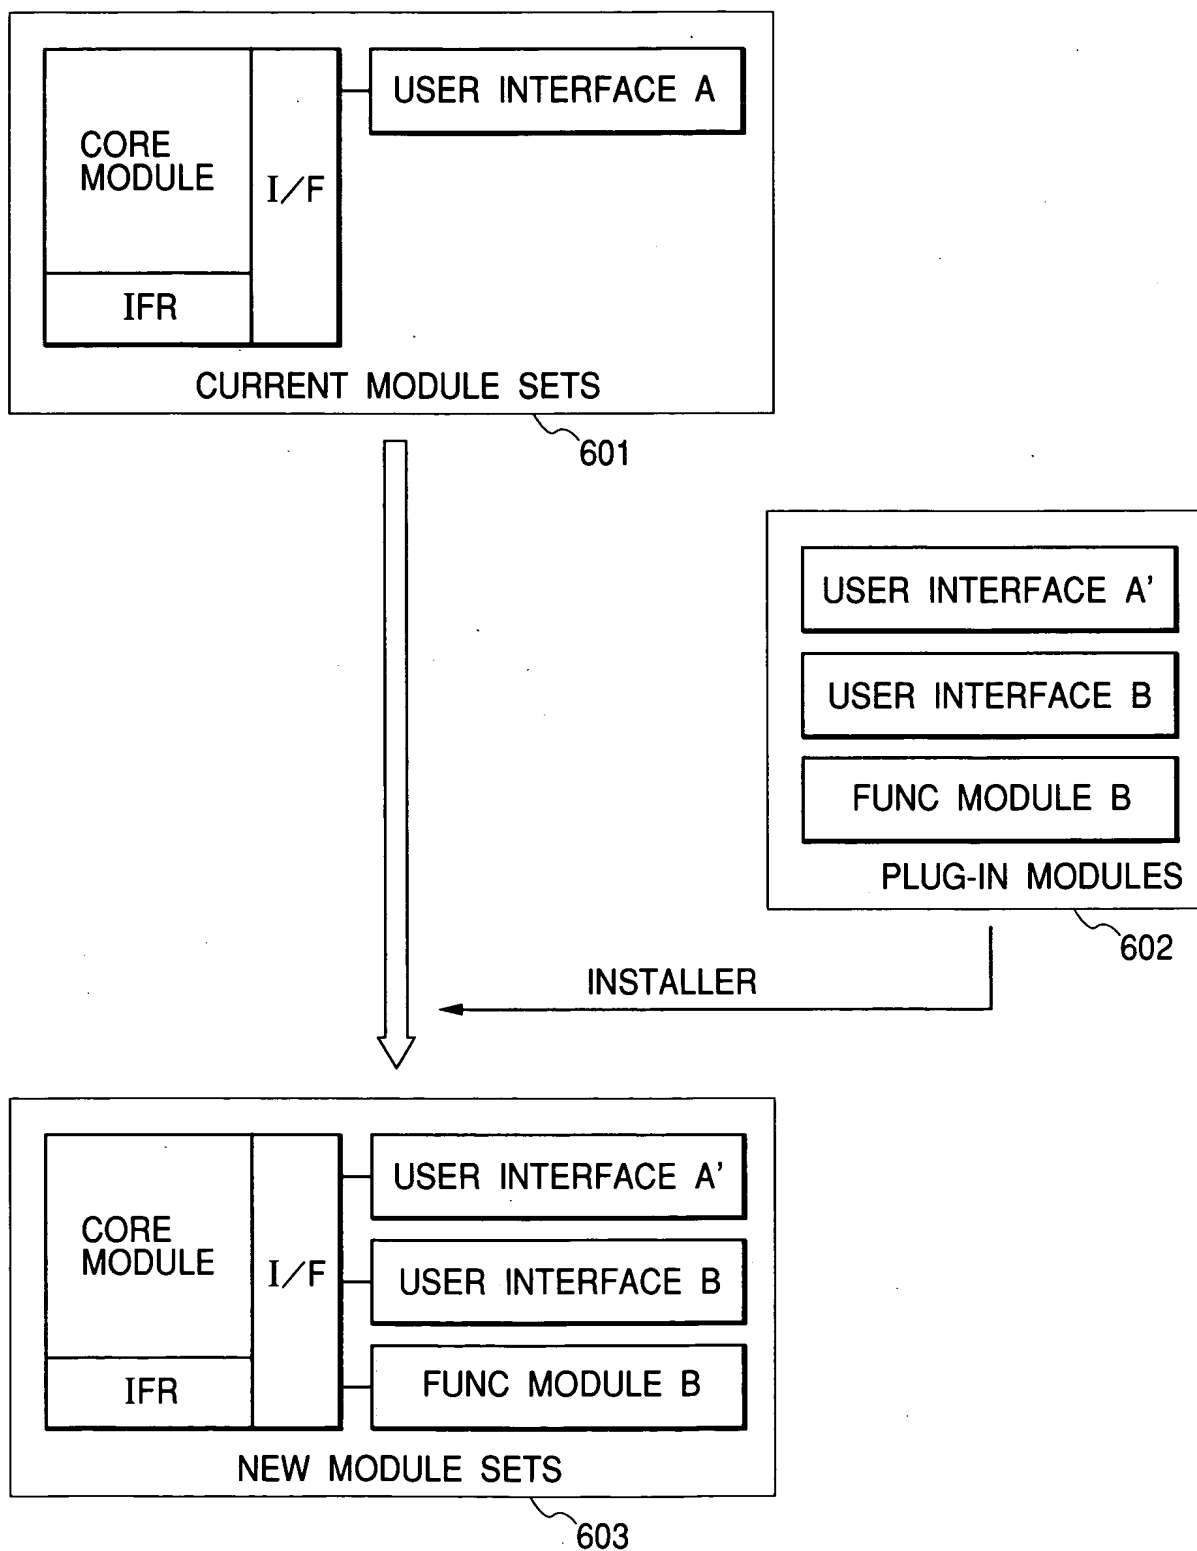 CORE
MODULE
I/F
IFR
USER INTERFACE A
CURRENT MODULE SETS
601
USER INTERFACE A'
USER INTERFACE B
FUNC MODULE B
PLUG-IN MODULES
602
INSTALLER
CORE
MODULE
I/F
IFR
USER INTERFACE A'
USER INTERFACE B
FUNC MODULE B
NEW MODULE SETS
603